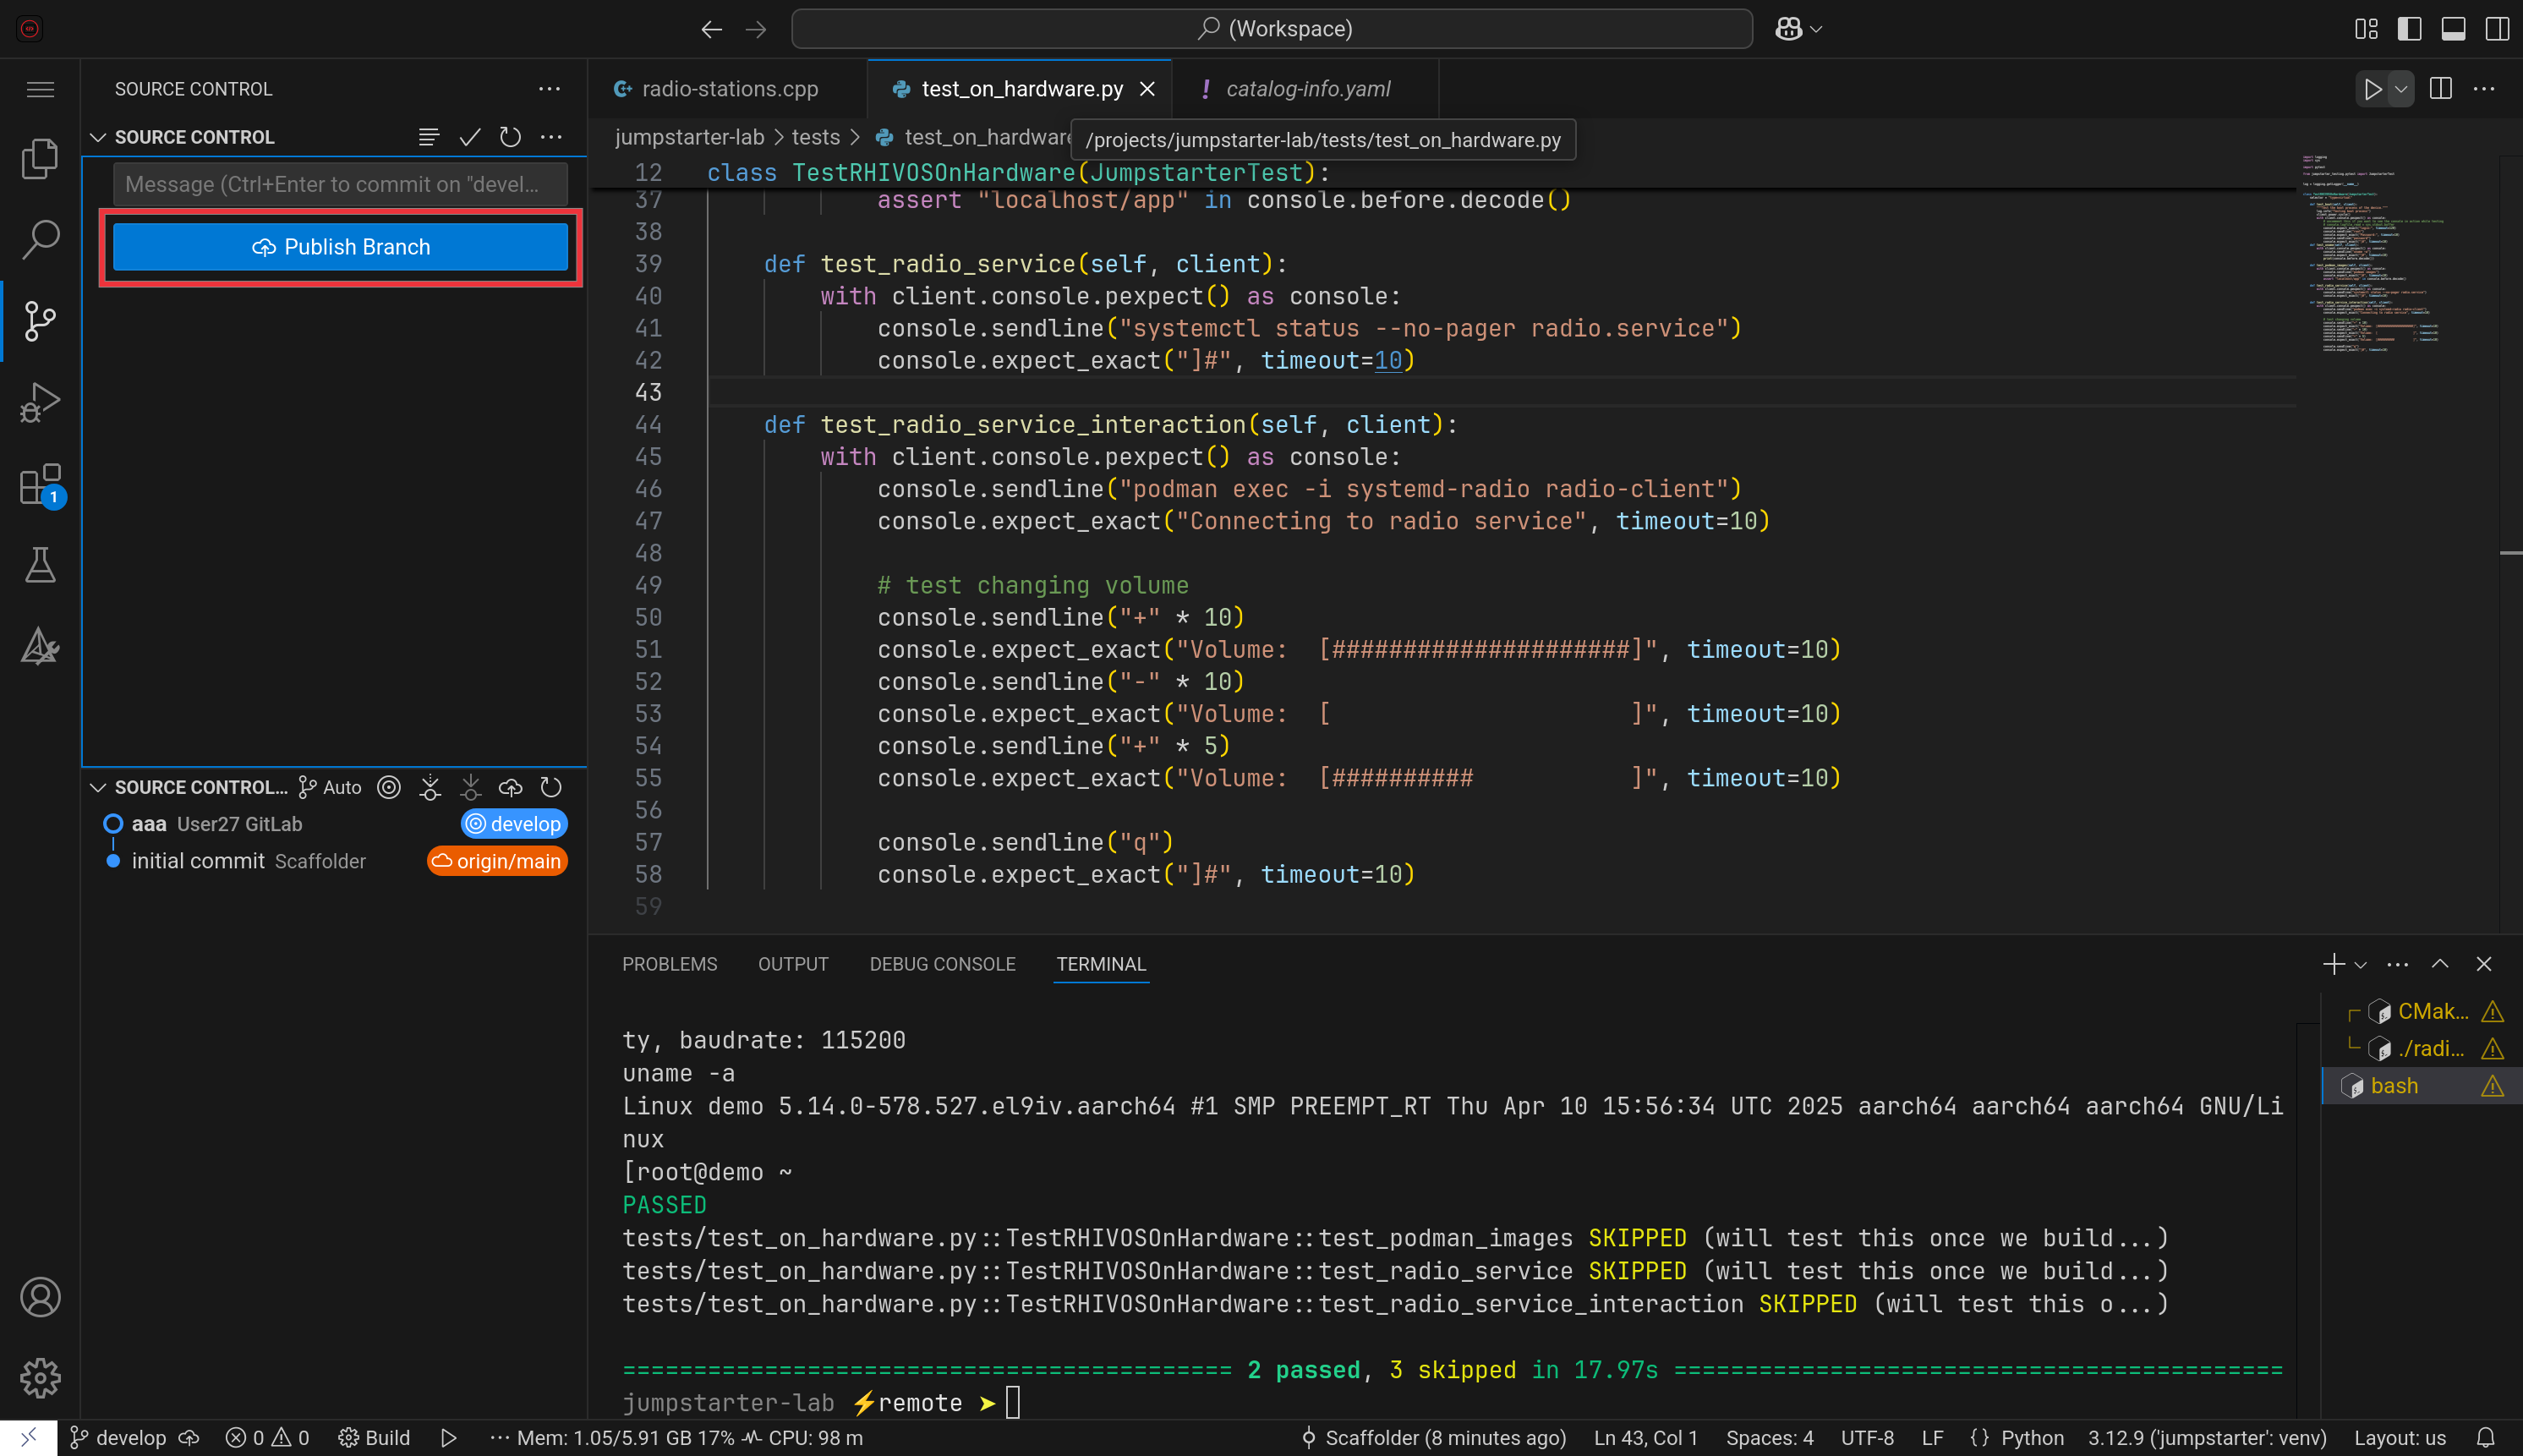 (Workspace)
SOURCE CONTROL
radio-stations.cpp
test_on_hardware.py
! catalog-info.yaml
SOURCE CONTROL
Message (Ctrl+Enter to commit on "devel...
Publish Branch
jumpstarter-lab > tests > test_on_hardware
/projects/jumpstarter-lab/tests/test_on_hardware.py
12 class TestRHIVOSOnHardware(JumpstarterTest):
37 assert "localhost/app" in console.before.decode()
38
39 def test_radio_service(self, client):
40 with client.console.pexpect() as console:
41 console.sendline("systemctl status --no-pager radio.service")
42 console.expect_exact("]#", timeout=10)
43
44 def test_radio_service_interaction(self, client):
45 with client.console.pexpect() as console:
46 console.sendline("podman exec -i systemd-radio radio-client")
47 console.expect_exact("Connecting to radio service", timeout=10)
48
49 # test changing volume
50 console.sendline("+" * 10)
51 console.expect_exact("Volume:  [#####################]", timeout=10)
52 console.sendline("-" * 10)
53 console.expect_exact("Volume:  [                     ]", timeout=10)
54 console.sendline("+" * 5)
55 console.expect_exact("Volume:  [##########           ]", timeout=10)
56
57 console.sendline("q")
58 console.expect_exact("]#", timeout=10)
59
1
SOURCE CONTROL... Auto
aaa User27 GitLab develop
initial commit Scaffolder origin/main
PROBLEMS OUTPUT DEBUG CONSOLE TERMINAL
ty, baudrate: 115200
uname -a
Linux demo 5.14.0-578.527.el9iv.aarch64 #1 SMP PREEMPT_RT Thu Apr 10 15:56:34 UTC 2025 aarch64 aarch64 aarch64 GNU/Li
nux
[root@demo ~
PASSED
tests/test_on_hardware.py::TestRHIVOSOnHardware::test_podman_images SKIPPED (will test this once we build...)
tests/test_on_hardware.py::TestRHIVOSOnHardware::test_radio_service SKIPPED (will test this once we build...)
tests/test_on_hardware.py::TestRHIVOSOnHardware::test_radio_service_interaction SKIPPED (will test this o...)
=========================================== 2 passed, 3 skipped in 17.97s ===========================================
jumpstarter-lab ⚡remote ➤
CMak...
./radi...
bash
develop 0 0 Build Mem: 1.05/5.91 GB 17% CPU: 98 m
Scaffolder (8 minutes ago) Ln 43, Col 1 Spaces: 4 UTF-8 LF {} Python 3.12.9 ('jumpstarter': venv) Layout: us